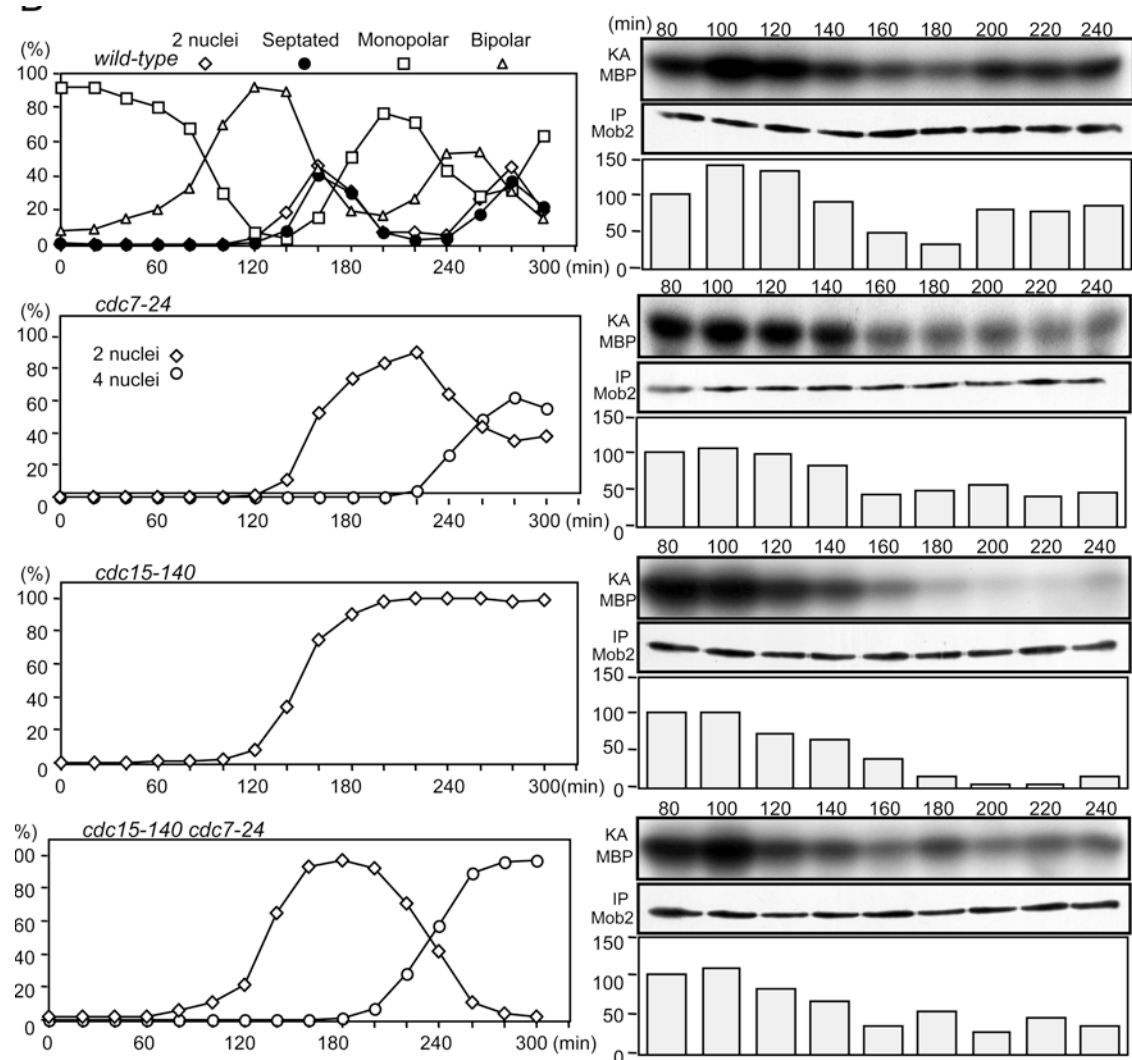 2 nuclei Septated Monopolar Bipolar
(%) wild-type
100
80
60
40
20
0
0 60 120 180 240 300 (min)
(min) 80 100 120 140 160 180 200 220 240
KA
MBP
IP
Mob2
150
100
50
0
cdc7-24
(%)
100
80
60
40
20
0
2 nuclei
4 nuclei
0 60 120 180 240 300 (min)
80 100 120 140 160 180 200 220 240
KA
MBP
IP
Mob2
150
100
50
0
(%) cdc15-140
100
80
60
40
20
0
0 60 120 180 240 300(min)
80 100 120 140 160 180 200 220 240
KA
MBP
IP
Mob2
150
100
50
0
%) cdc15-140 cdc7-24
00
80
60
40
20
0
0 60 120 180 240 300 (min)
80 100 120 140 160 180 200 220 240
KA
MBP
IP
Mob2
150
100
50
0